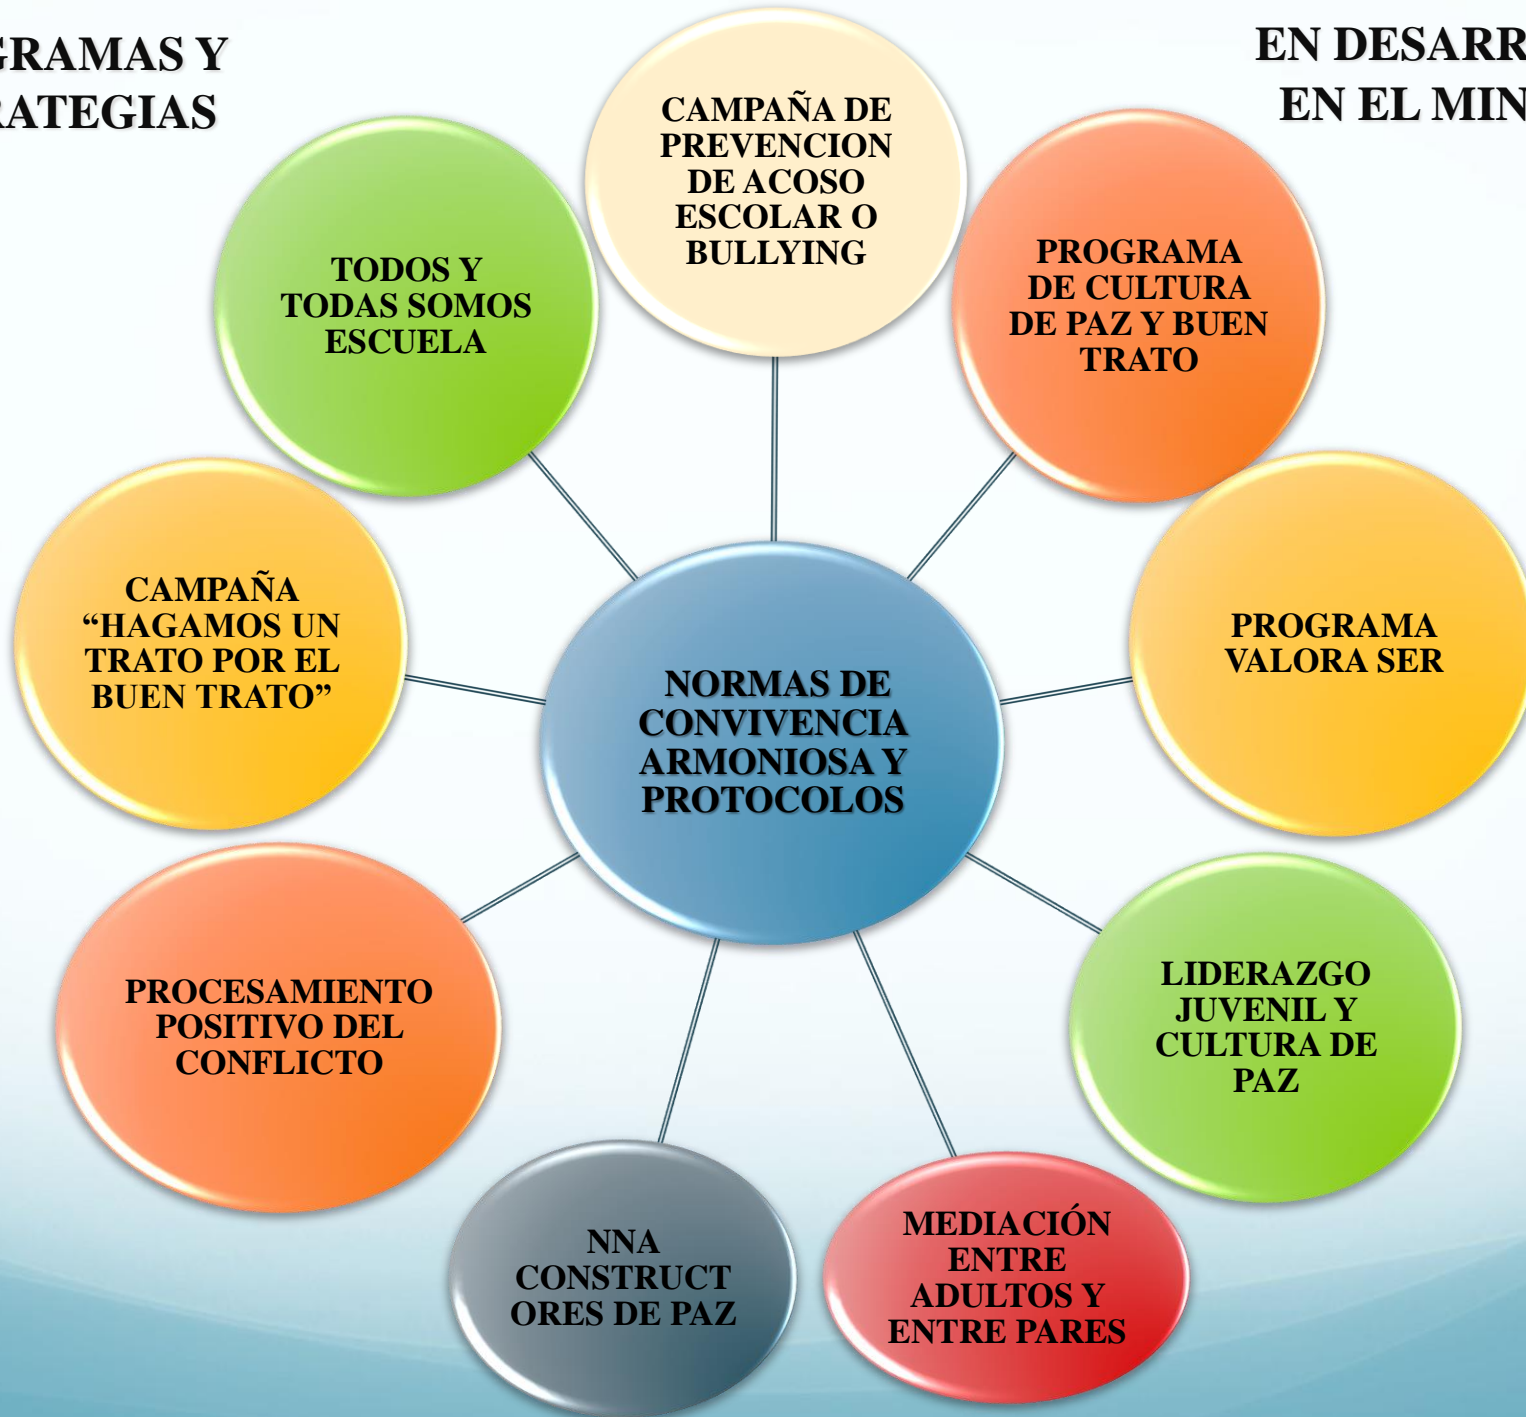 GRAMAS Y
RATEGIAS
EN DESARR
EN EL MIN
CAMPAÑA DE
PREVENCION
DE ACOSO
ESCOLAR O
BULLYING
PROGRAMA
DE CULTURA
DE PAZ Y BUEN
TRATO
PROGRAMA
VALORA SER
LIDERAZGO
JUVENIL Y
CULTURA DE
PAZ
MEDIACIÓN
ENTRE
ADULTOS Y
ENTRE PARES
NNA
CONSTRUCT
ORES DE PAZ
PROCESAMIENTO
POSITIVO DEL
CONFLICTO
CAMPAÑA
“HAGAMOS UN
TRATO POR EL
BUEN TRATO”
TODOS Y
TODAS SOMOS
ESCUELA
NORMAS DE
CONVIVENCIA
ARMONIOSA Y
PROTOCOLOS